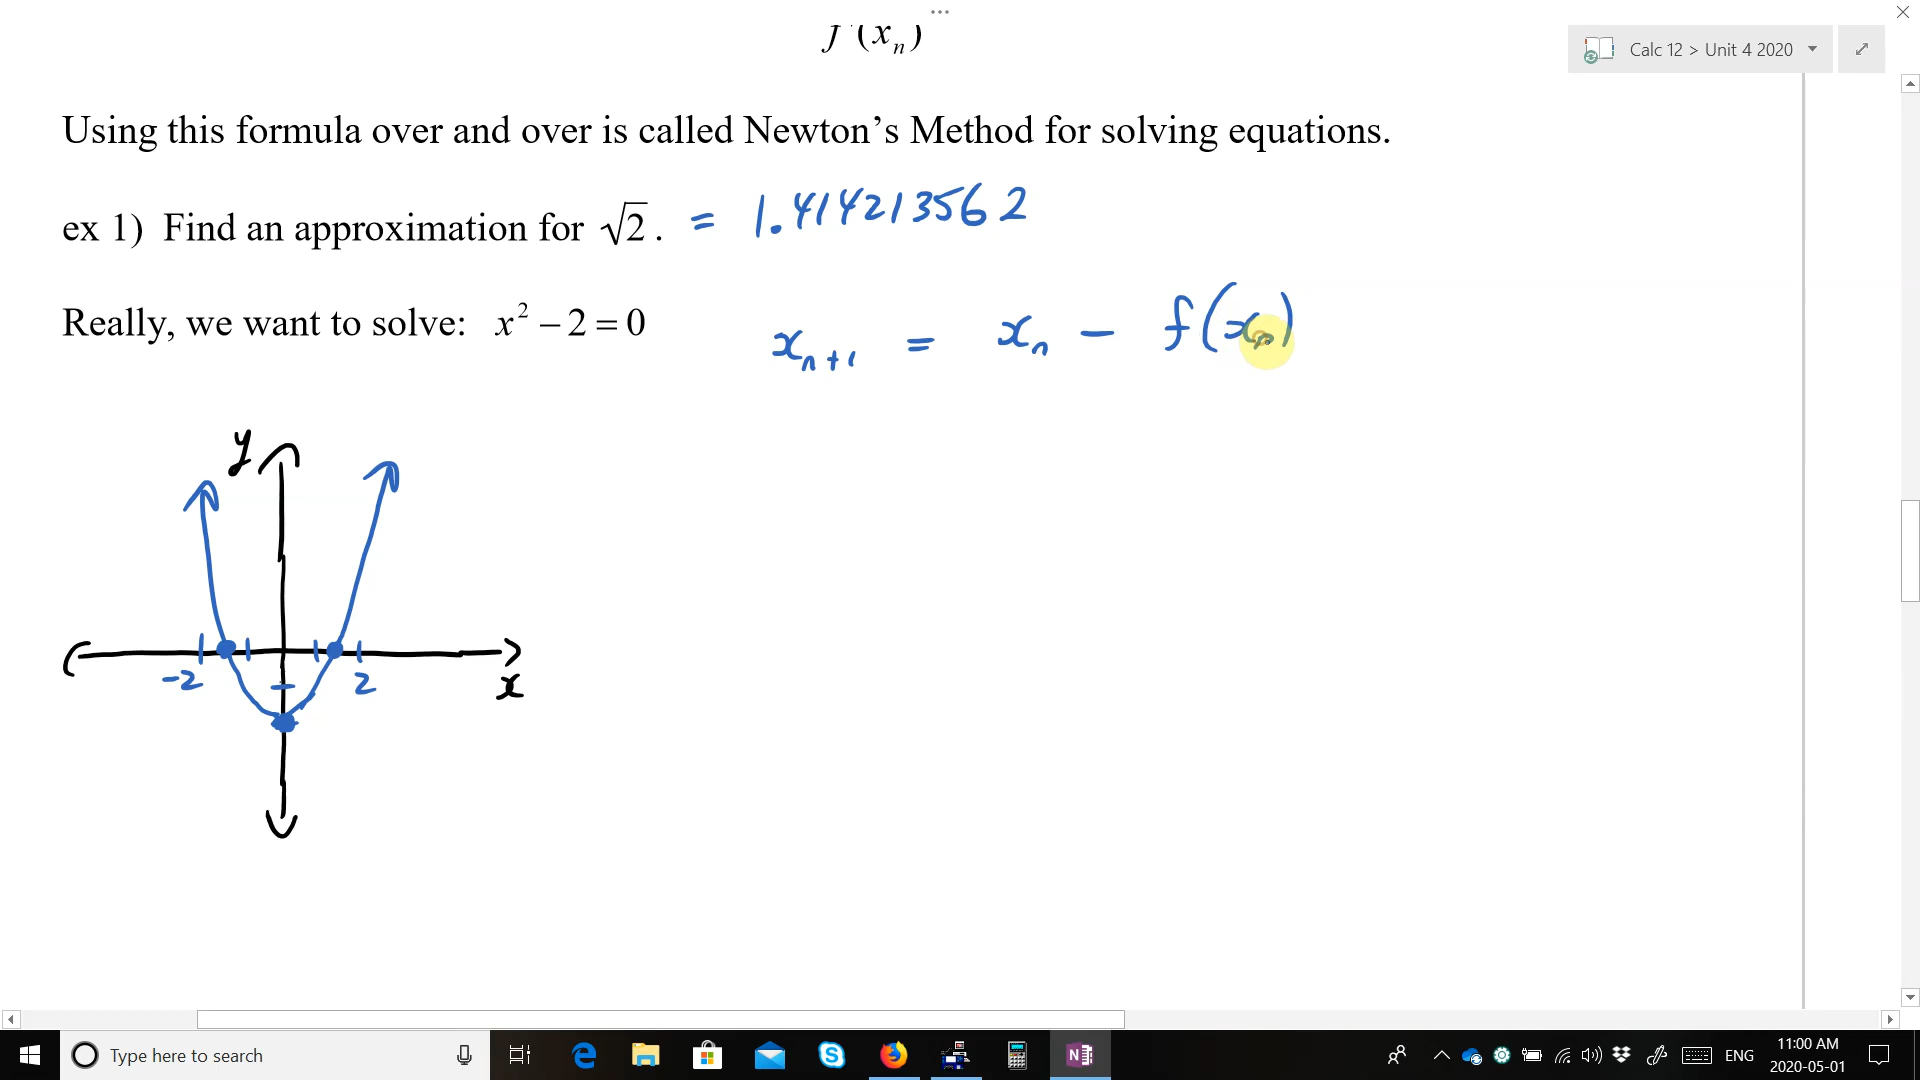 f '(xₙ)
Calc 12 > Unit 4 2020
Using this formula over and over is called Newton’s Method for solving equations.
ex 1) Find an approximation for √2. = 1.414213562
Really, we want to solve: x² − 2 = 0
xₙ₊₁ = xₙ − f(xₙ)
y
-2
2
x
Type here to search
N
ENG
11:00 AM
2020-05-01